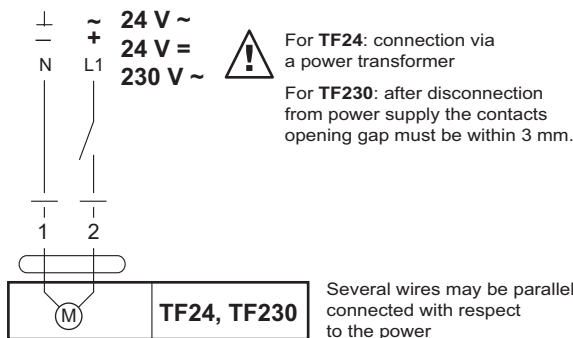 ⊥ ~ 24 V ~
— + 24 V =
N L1 230 V ~
!
For TF24: connection via
a power transformer
For TF230: after disconnection
from power supply the contacts
opening gap must be within 3 mm.
1 2
M
TF24, TF230
Several wires may be parallel
connected with respect
to the power